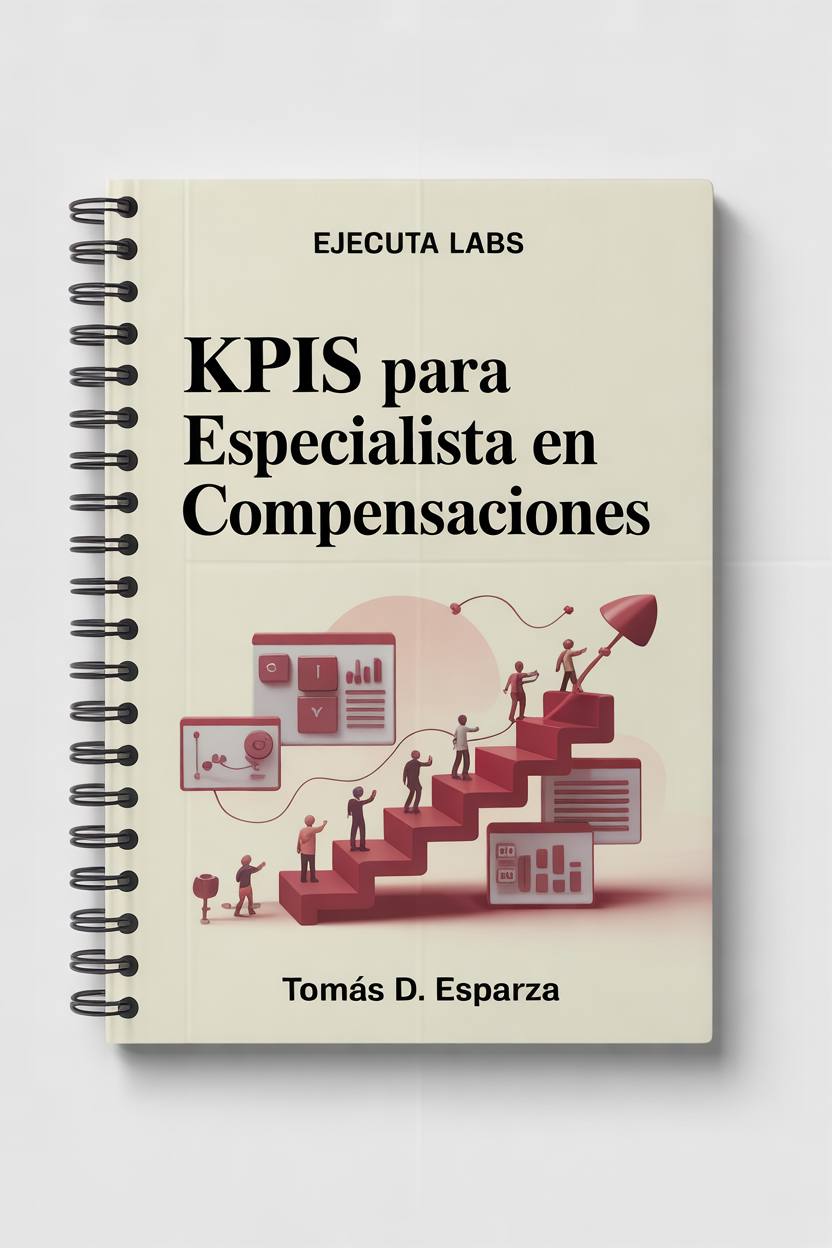 EJECUTA LABS
KPIS para
Especialista en
Compensaciones
Tomás D. Esparza